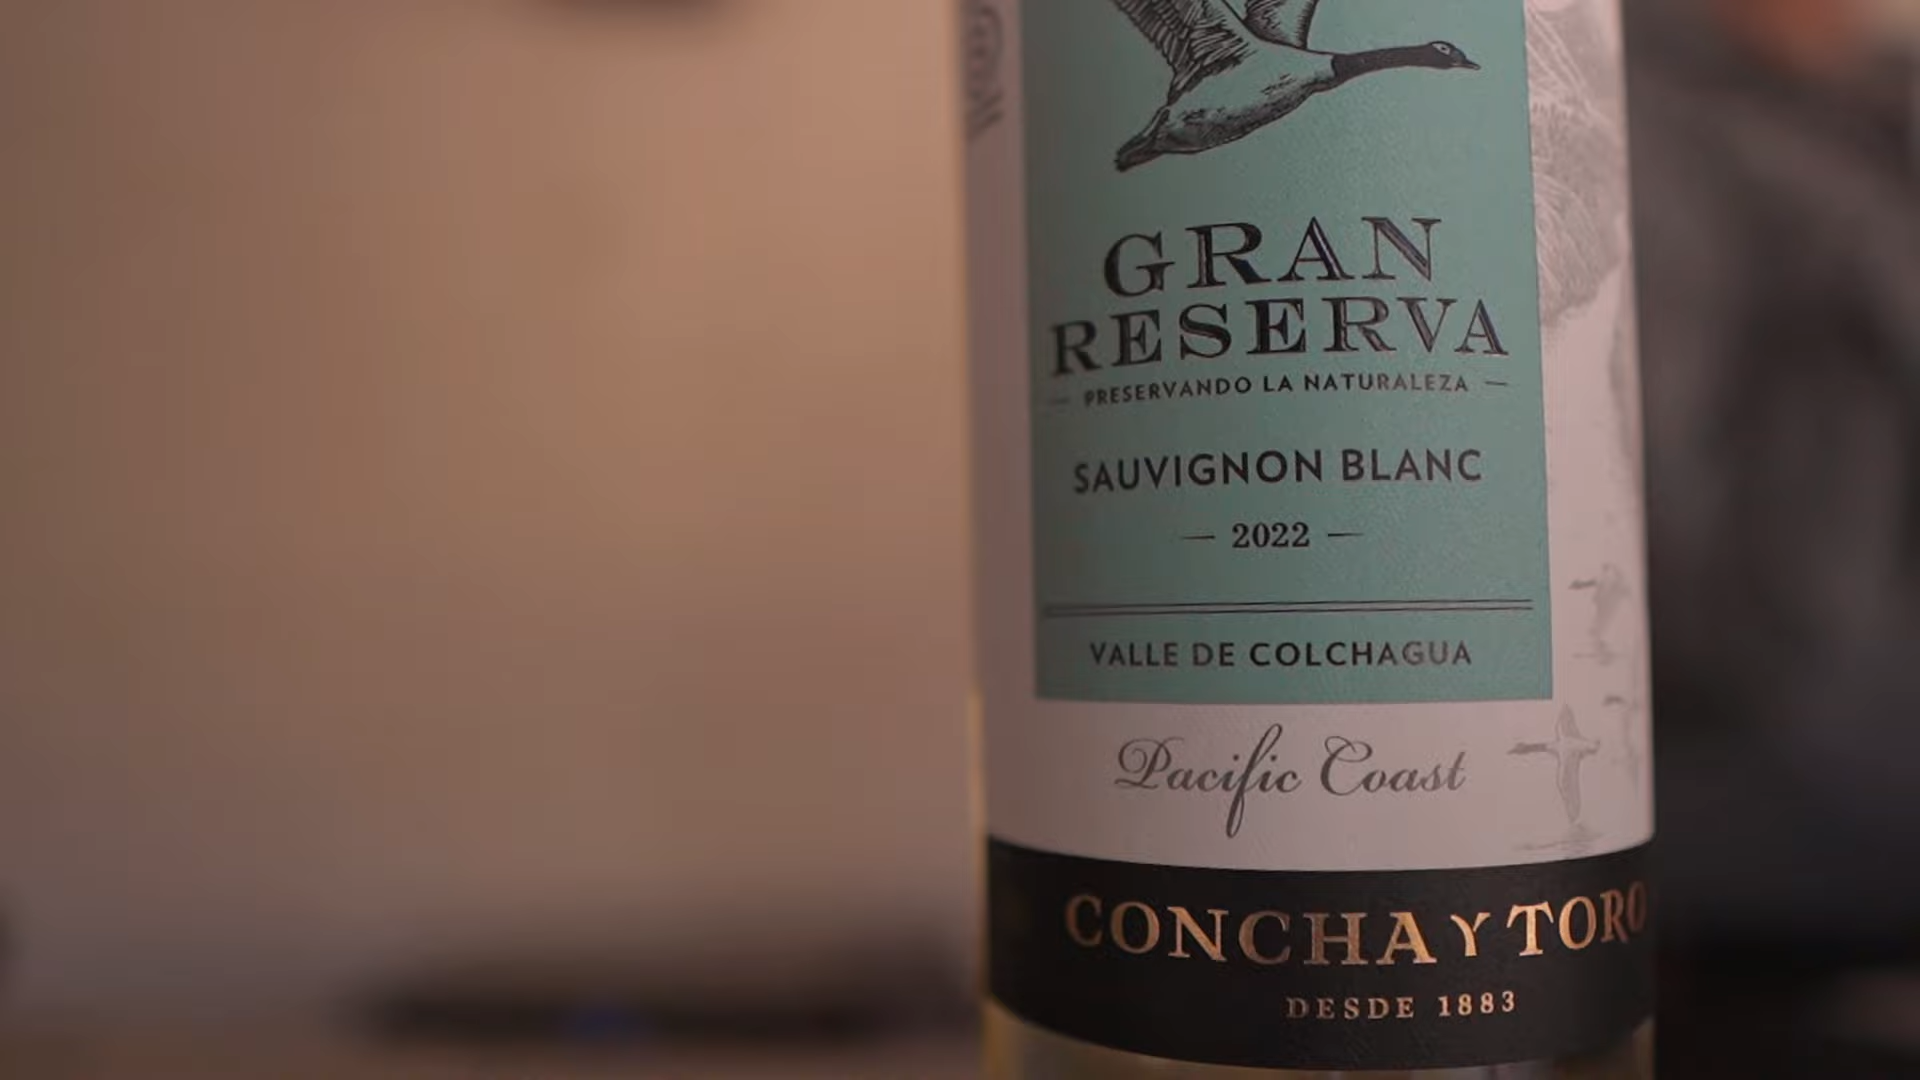 GRAN
RESERVA
PRESERVANDO LA NATURALEZA
SAUVIGNON BLANC
— 2022 —
VALLE DE COLCHAGUA
Pacific Coast
CONCHA Y TORO
DESDE 1883